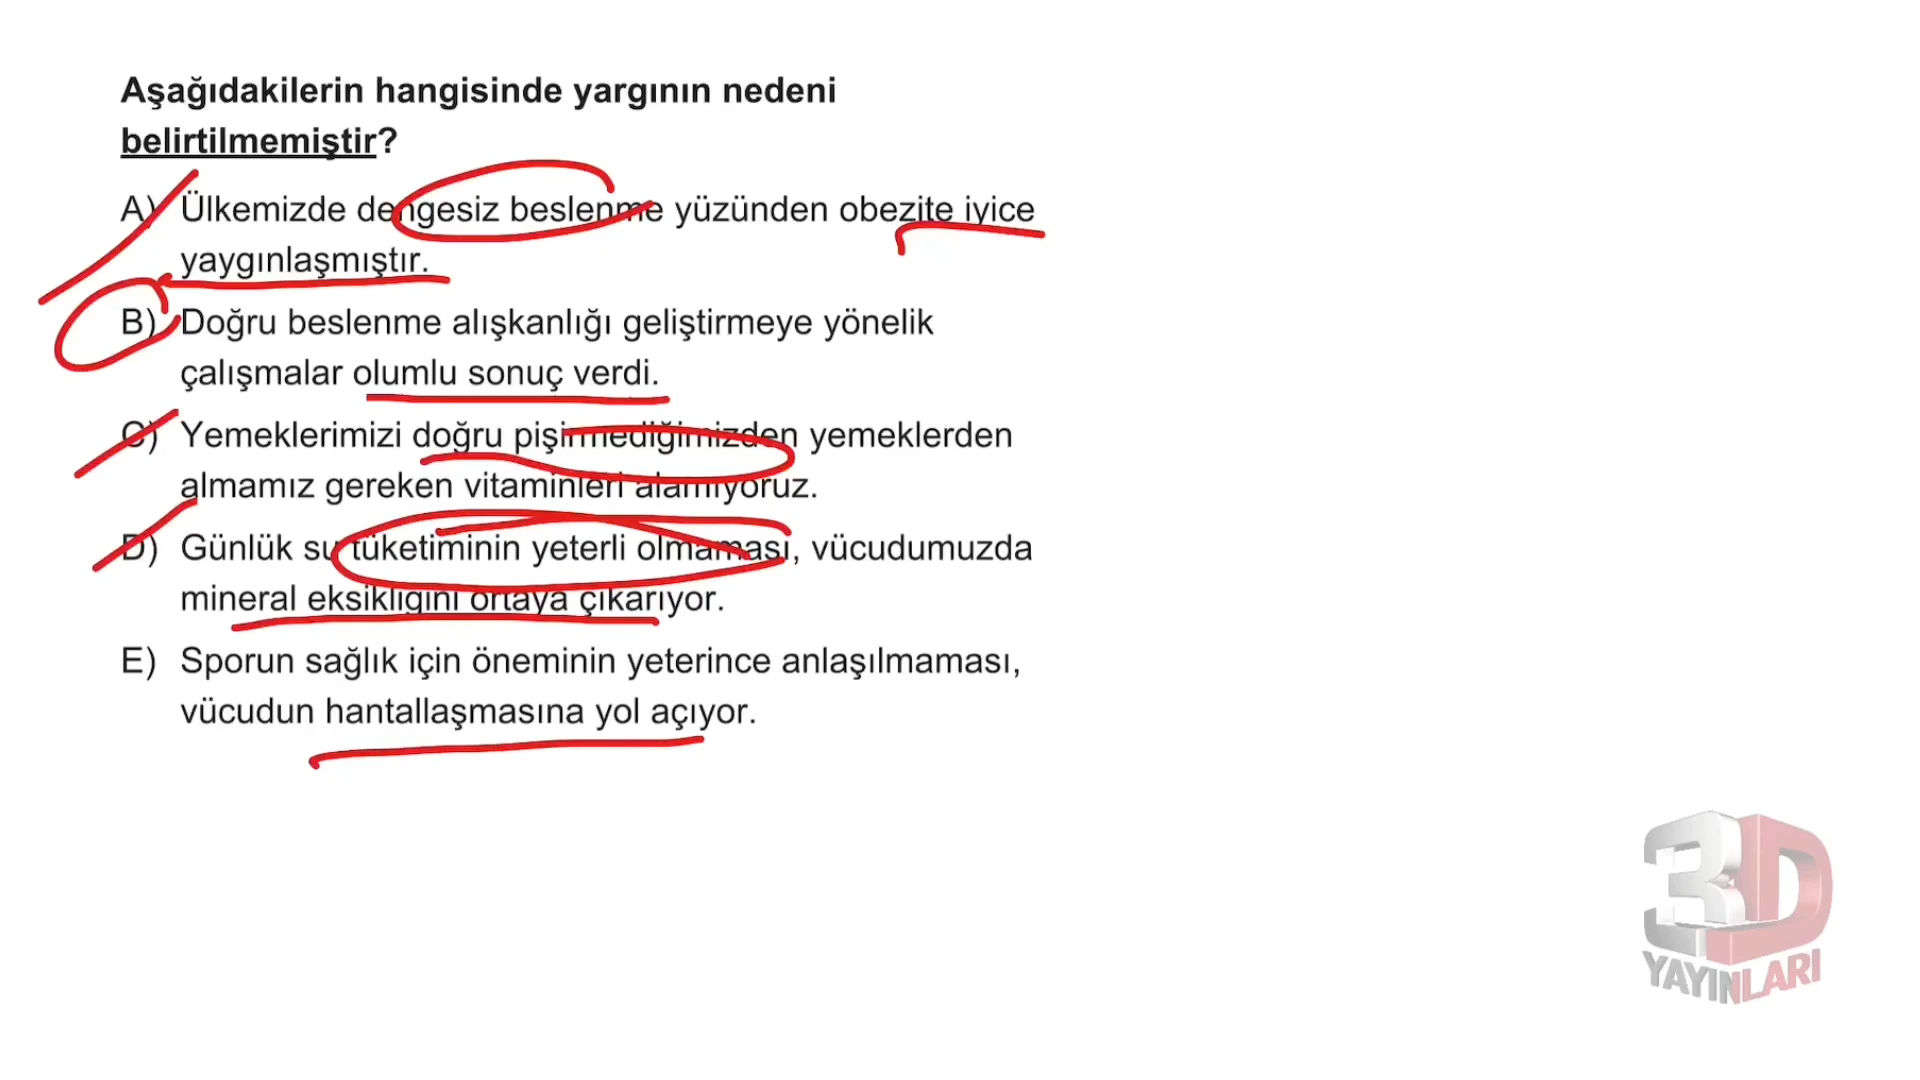 Aşağıdakilerin hangisinde yargının nedeni
belirtilmemiştir?
A) Ülkemizde dengesiz beslenme yüzünden obezite iyice
yaygınlaşmıştır.
B) Doğru beslenme alışkanlığı geliştirmeye yönelik
çalışmalar olumlu sonuç verdi.
C) Yemeklerimizi doğru pişirmediğimizden yemeklerden
almamız gereken vitaminleri alamıyoruz.
D) Günlük su tüketiminin yeterli olmaması, vücudumuzda
mineral eksikliğini ortaya çıkarıyor.
E) Sporun sağlık için öneminin yeterince anlaşılmaması,
vücudun hantallaşmasına yol açıyor.
3D
YAYINLARI